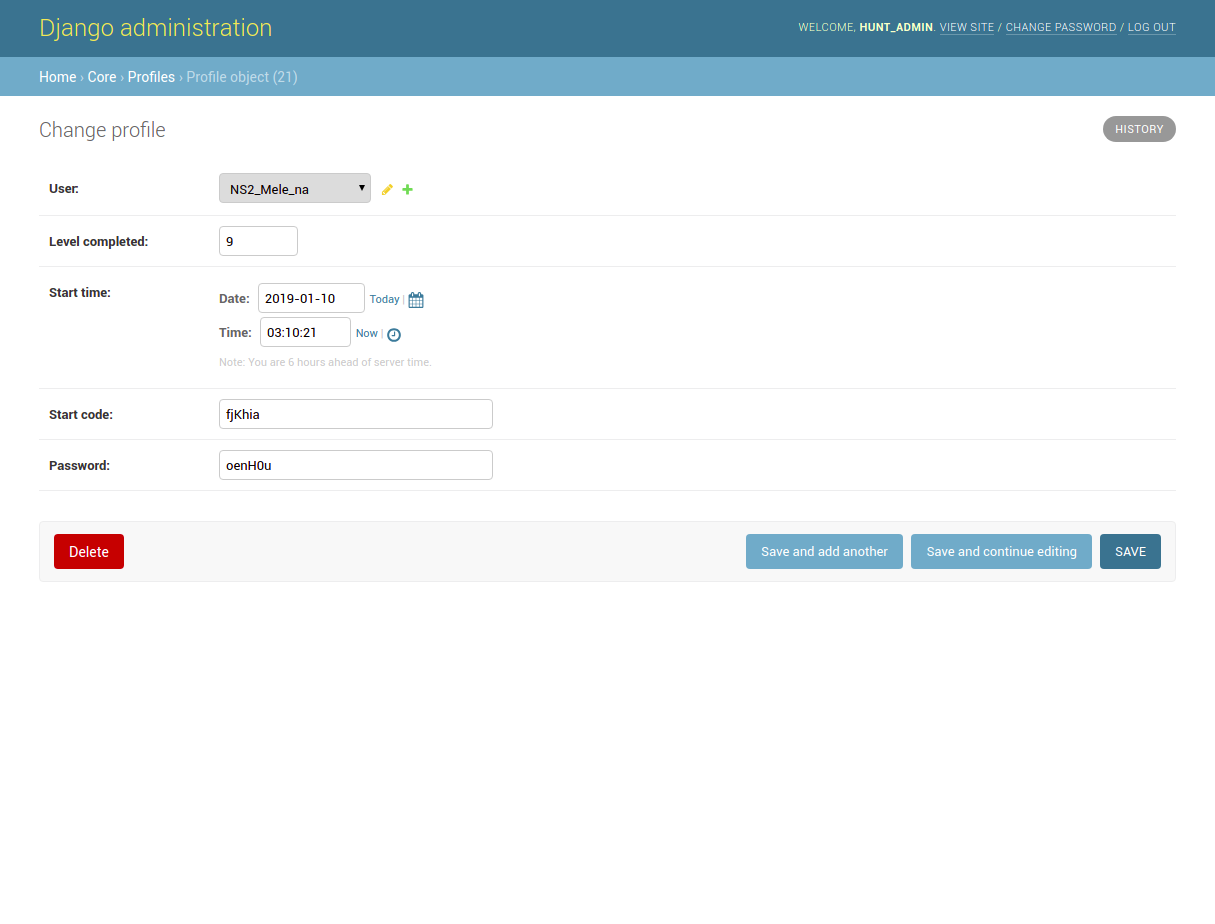 Django administration
WELCOME, HUNT_ADMIN. VIEW SITE / CHANGE PASSWORD / LOG OUT
Home › Core › Profiles › Profile object (21)
Change profile
HISTORY
User: NS2_Mele_na
Level completed: 9
Start time:
Date: 2019-01-10 Today |
Time: 03:10:21 Now |
Note: You are 6 hours ahead of server time.
Start code: fjKhia
Password: oenH0u
Delete Save and add another Save and continue editing SAVE